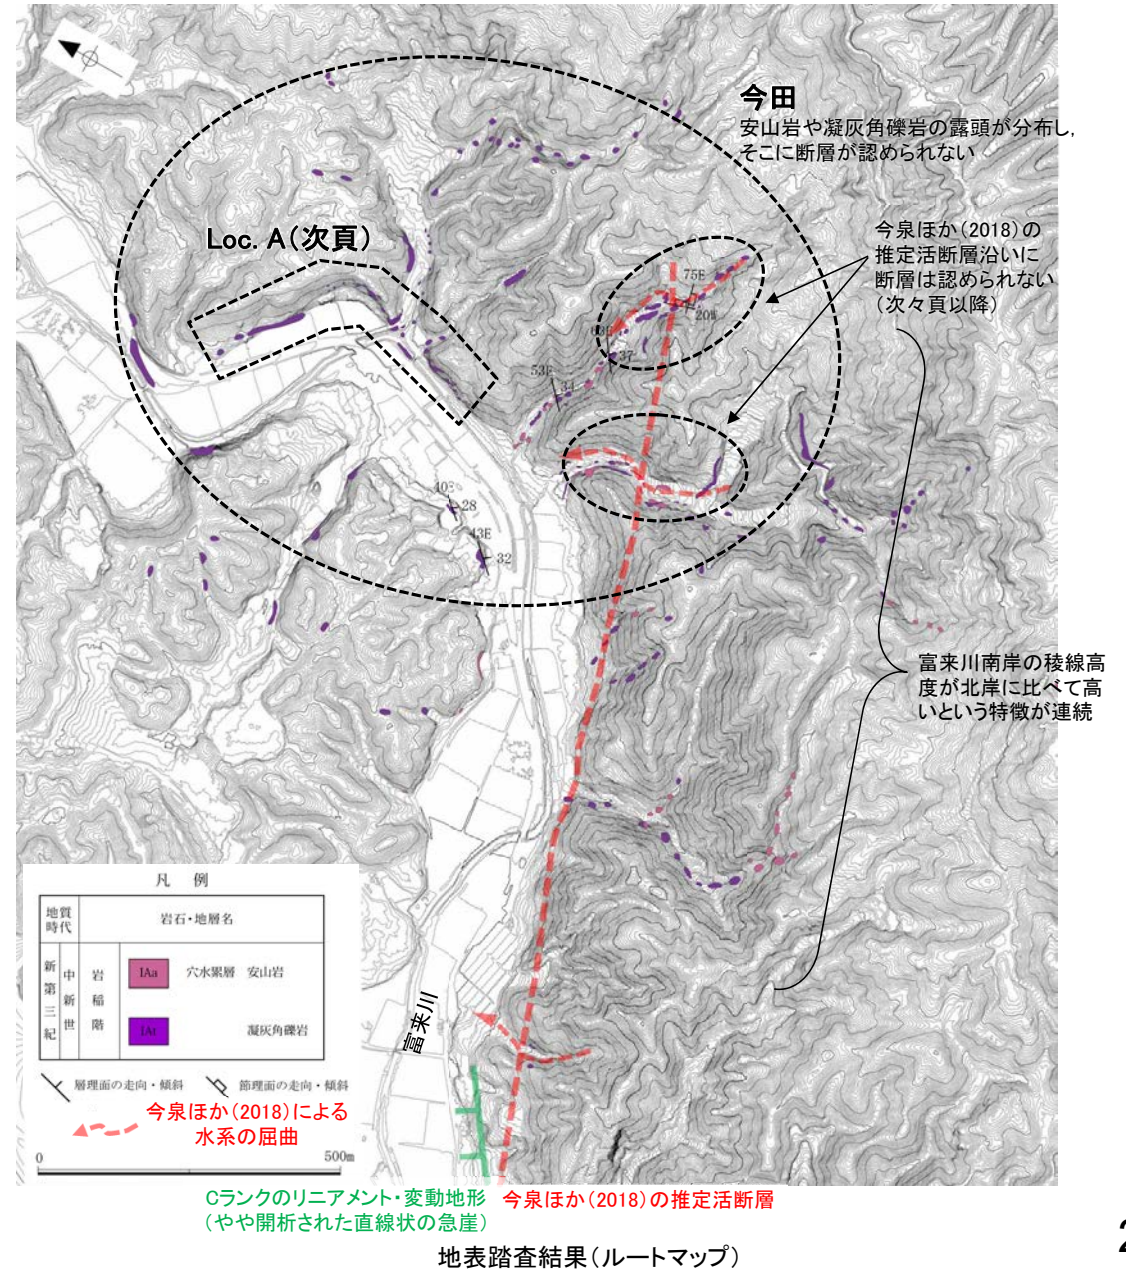 今田
安山岩や凝灰角礫岩の露頭が分布し,
そこに断層が認められない
Loc. A(次頁)
今泉ほか(2018)の
推定活断層沿いに
断層は認められない
(次々頁以降)
75E
20W
63E
37
53E
34
28
43E
32
富来川南岸の稜線高
度が北岸に比べて高
いという特徴が連続
富来川
凡 例
地質時代
岩石・地層名
新第三紀
中新世
岩稲階
IAa
穴水累層 安山岩
IAt
凝灰角礫岩
層理面の走向・傾斜
節理面の走向・傾斜
今泉ほか(2018)による
水系の屈曲
0
500m
Cランクのリニアメント・変動地形
(やや開析された直線状の急崖)
今泉ほか(2018)の推定活断層
地表踏査結果(ルートマップ)